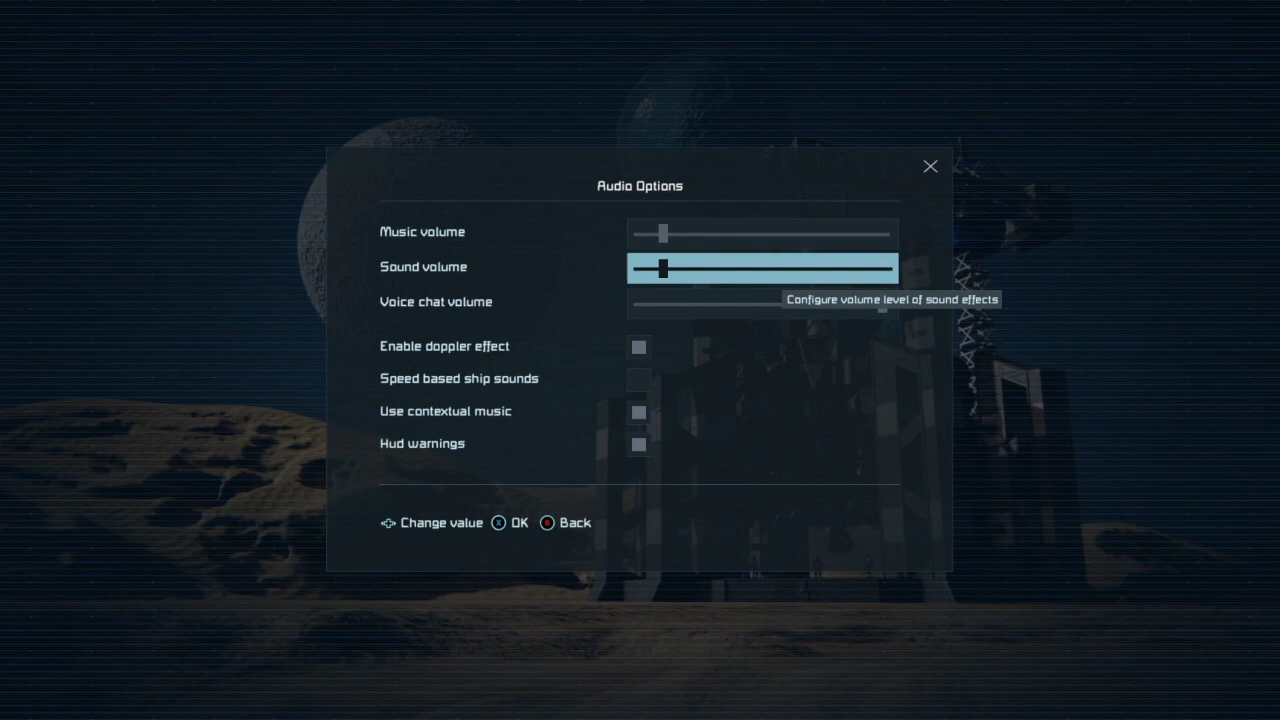 Audio Options
Music volume
Sound volume
Configure volume level of sound effects
Voice chat volume
Enable doppler effect
Speed based ship sounds
Use contextual music
Hud warnings
Change value X OK Back